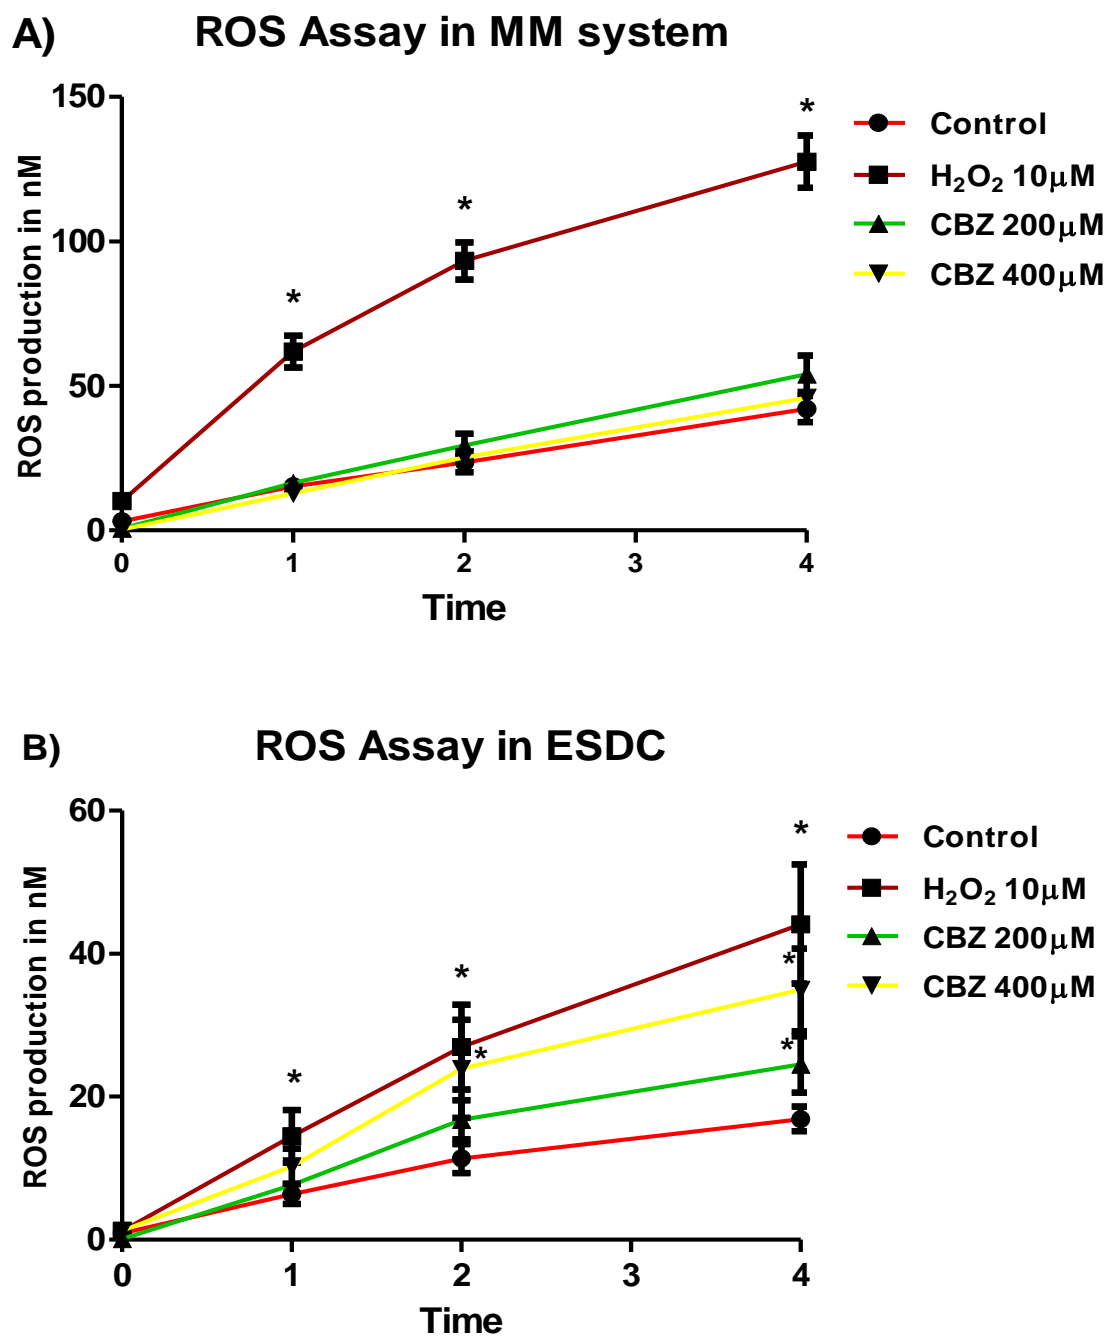 A) ROS Assay in MM system
150
100
50
0
ROS production in nM
*
*
*
0 1 2 3 4
Time
Control
H₂O₂ 10μM
CBZ 200μM
CBZ 400μM
B) ROS Assay in ESDC
60
40
20
0
ROS production in nM
*
*
*
*
*
*
0 1 2 3 4
Time
Control
H₂O₂ 10μM
CBZ 200μM
CBZ 400μM